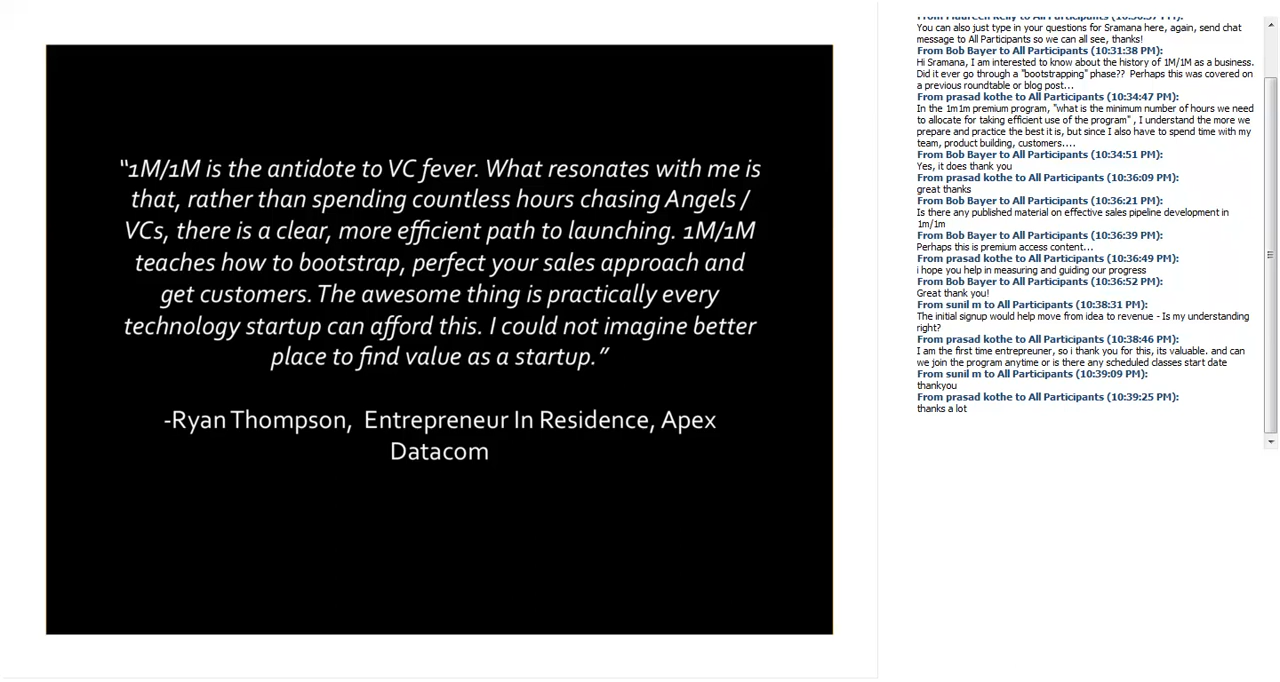 “1M/1M is the antidote to VC fever. What resonates with me is
that, rather than spending countless hours chasing Angels /
VCs, there is a clear, more efficient path to launching. 1M/1M
teaches how to bootstrap, perfect your sales approach and
get customers. The awesome thing is practically every
technology startup can afford this. I could not imagine better
place to find value as a startup.”
-Ryan Thompson, Entrepreneur In Residence, Apex
Datacom
From Maureen Kelly to All Participants (10:30:37 PM):
You can also just type in your questions for Sramana here, again, send chat
message to All Participants so we can all see, thanks!
From Bob Bayer to All Participants (10:31:38 PM):
Hi Sramana, I am interested to know about the history of 1M/1M as a business.
Did it ever go through a "bootstrapping" phase?? Perhaps this was covered on
a previous roundtable or blog post...
From prasad kothe to All Participants (10:34:47 PM):
In the 1m1m premium program, "what is the minimum number of hours we need
to allocate for taking efficient use of the program" , I understand the more we
prepare and practice the best it is, but since I also have to spend time with my
team, product building, customers....
From Bob Bayer to All Participants (10:34:51 PM):
Yes, it does thank you
From prasad kothe to All Participants (10:36:09 PM):
great thanks
From Bob Bayer to All Participants (10:36:21 PM):
Is there any published material on effective sales pipeline development in
1m/1m
From Bob Bayer to All Participants (10:36:39 PM):
Perhaps this is premium access content...
From prasad kothe to All Participants (10:36:49 PM):
i hope you help in measuring and guiding our progress
From Bob Bayer to All Participants (10:36:52 PM):
Great thank you!
From sunil m to All Participants (10:38:31 PM):
The initial signup would help move from idea to revenue - Is my understanding
right?
From prasad kothe to All Participants (10:38:46 PM):
I am the first time entrepreuner, so i thank you for this, its valuable. and can
we join the program anytime or is there any scheduled classes start date
From sunil m to All Participants (10:39:09 PM):
thankyou
From prasad kothe to All Participants (10:39:25 PM):
thanks a lot